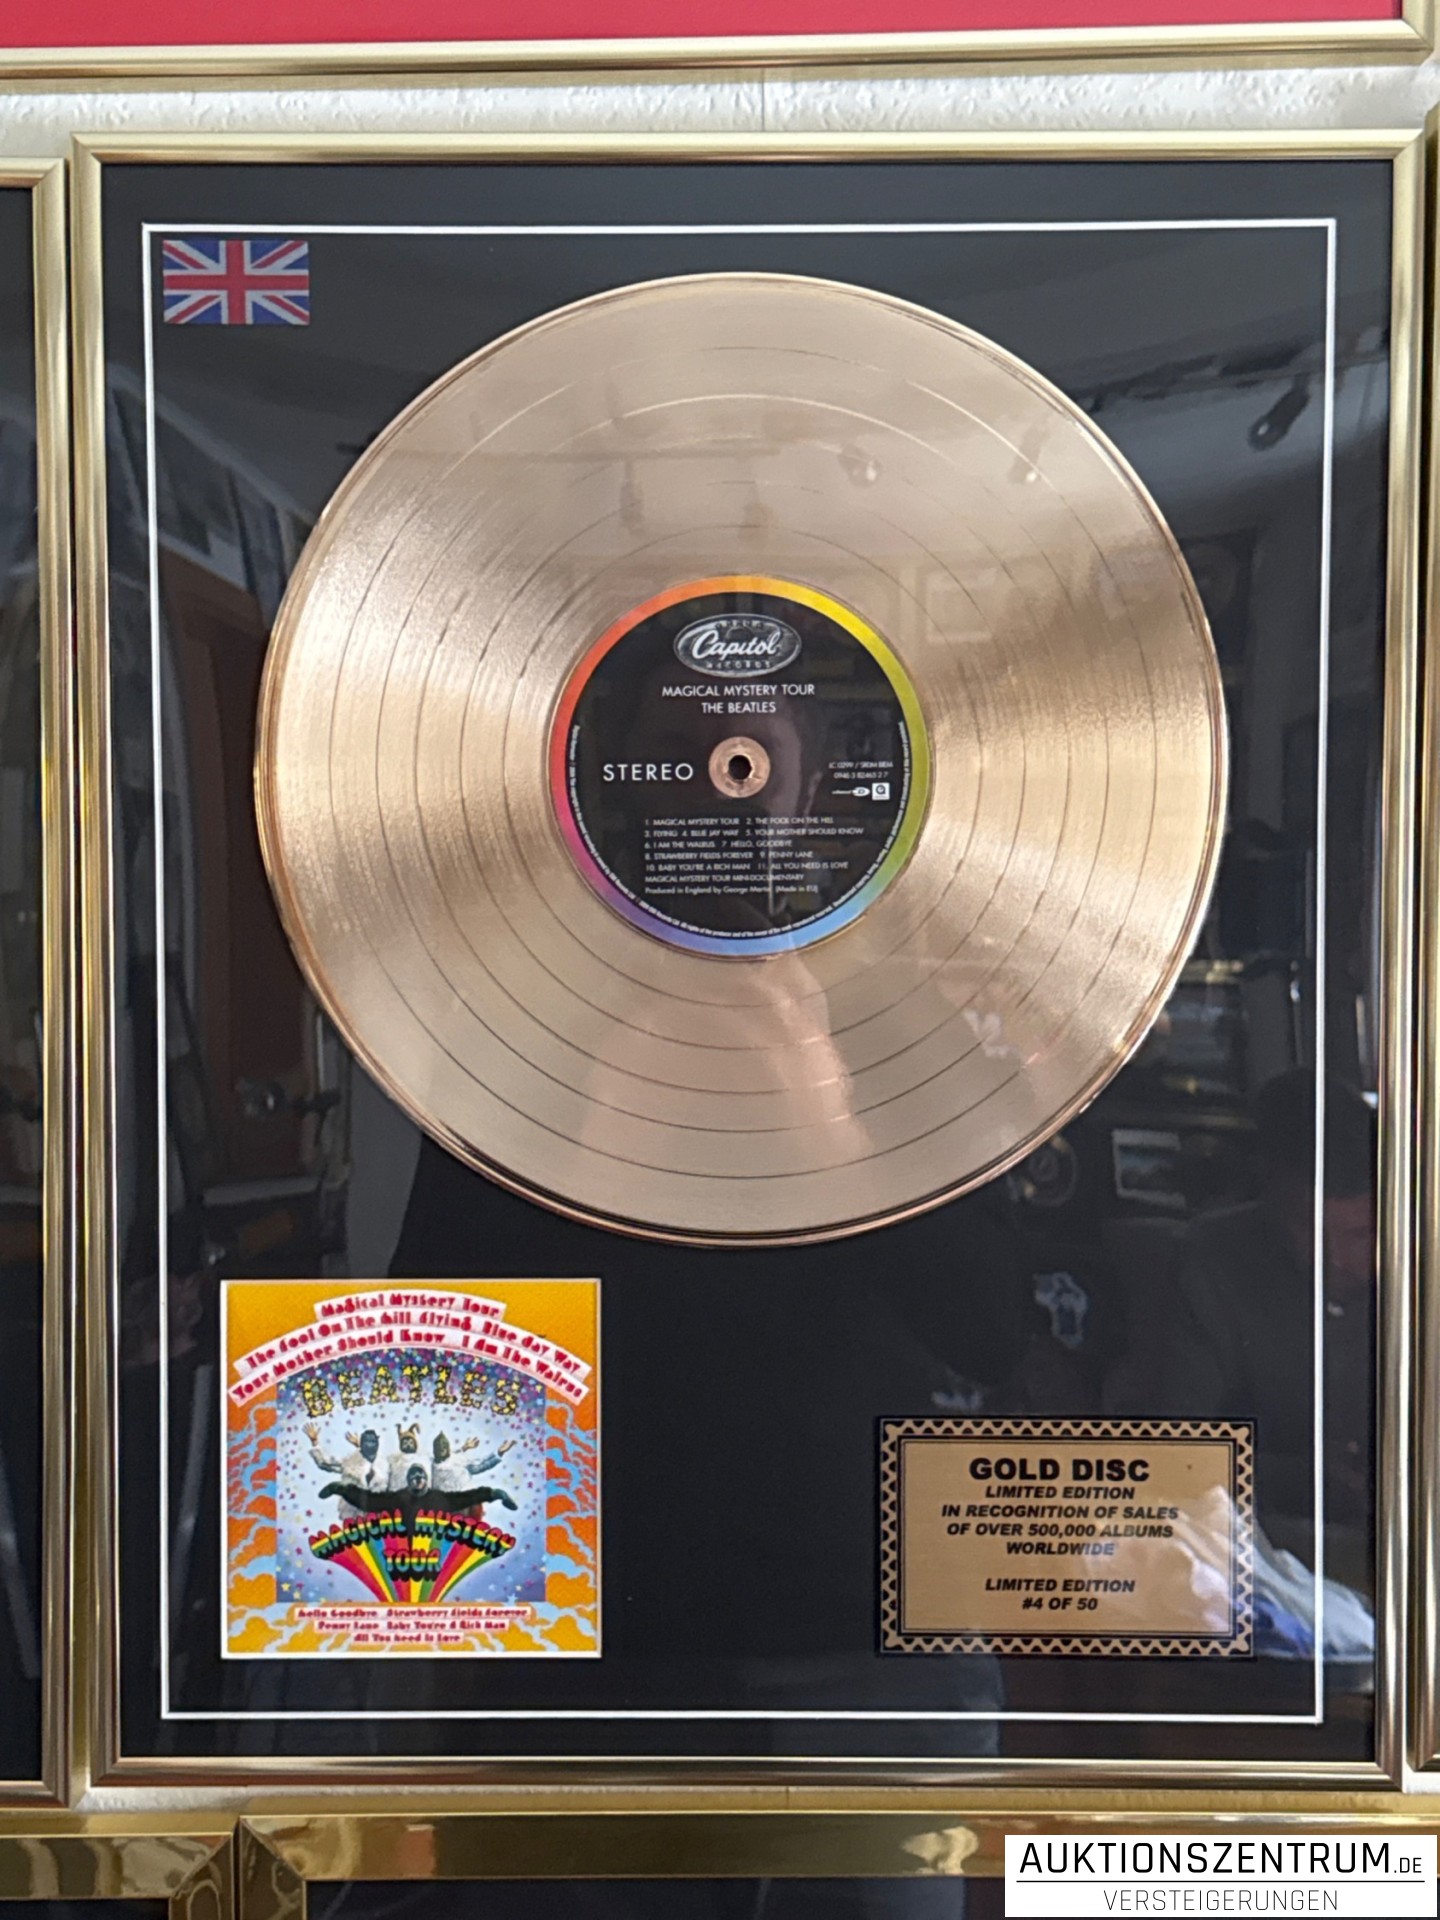 Capitol
RECORDS
MAGICAL MYSTERY TOUR
THE BEATLES
STEREO
1. MAGICAL MYSTERY TOUR 2. THE FOOL ON THE HILL
3. FLYING 4. BLUE JAY WAY 5. YOUR MOTHER SHOULD KNOW
6. I AM THE WALRUS 7 HELLO, GOODBYE
8. STRAWBERRY FIELDS FOREVER 9. PENNY LANE
10. BABY YOU'RE A RICH MAN 11. ALL YOU NEED IS LOVE
MAGICAL MYSTERY TOUR MINI-DOCUMENTARY
Produced in England by George Martin [Made in EU]
Magical Mystery Tour
The Fool On The Hill Flying Blue Jay Way
Your Mother Should Know I Am The Walrus
BEATLES
MAGICAL MYSTERY
TOUR
Hello Goodbye Strawberry Fields Forever
Penny Lane Baby You're A Rich Man
All You Need Is Love
GOLD DISC
LIMITED EDITION
IN RECOGNITION OF SALES
OF OVER 500,000 ALBUMS
WORLDWIDE
LIMITED EDITION
#4 OF 50
AUKTIONSZENTRUM.DE
VERSTEIGERUNGEN